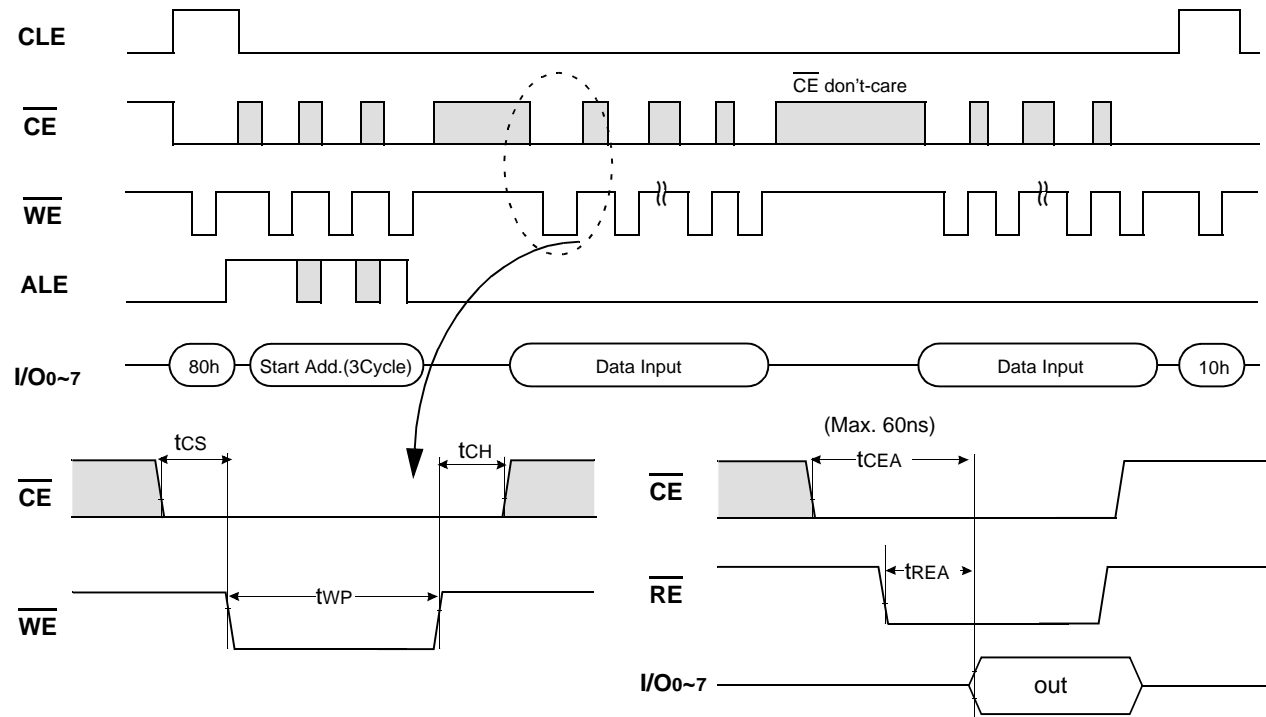 CLE
CE don't-care
CE
WE
ALE
I/O0~7
80h
Start Add.(3Cycle)
Data Input
Data Input
10h
tCS
tCH
CE
tWP
WE
(Max. 60ns)
tCEA
CE
tREA
RE
I/O0~7
out